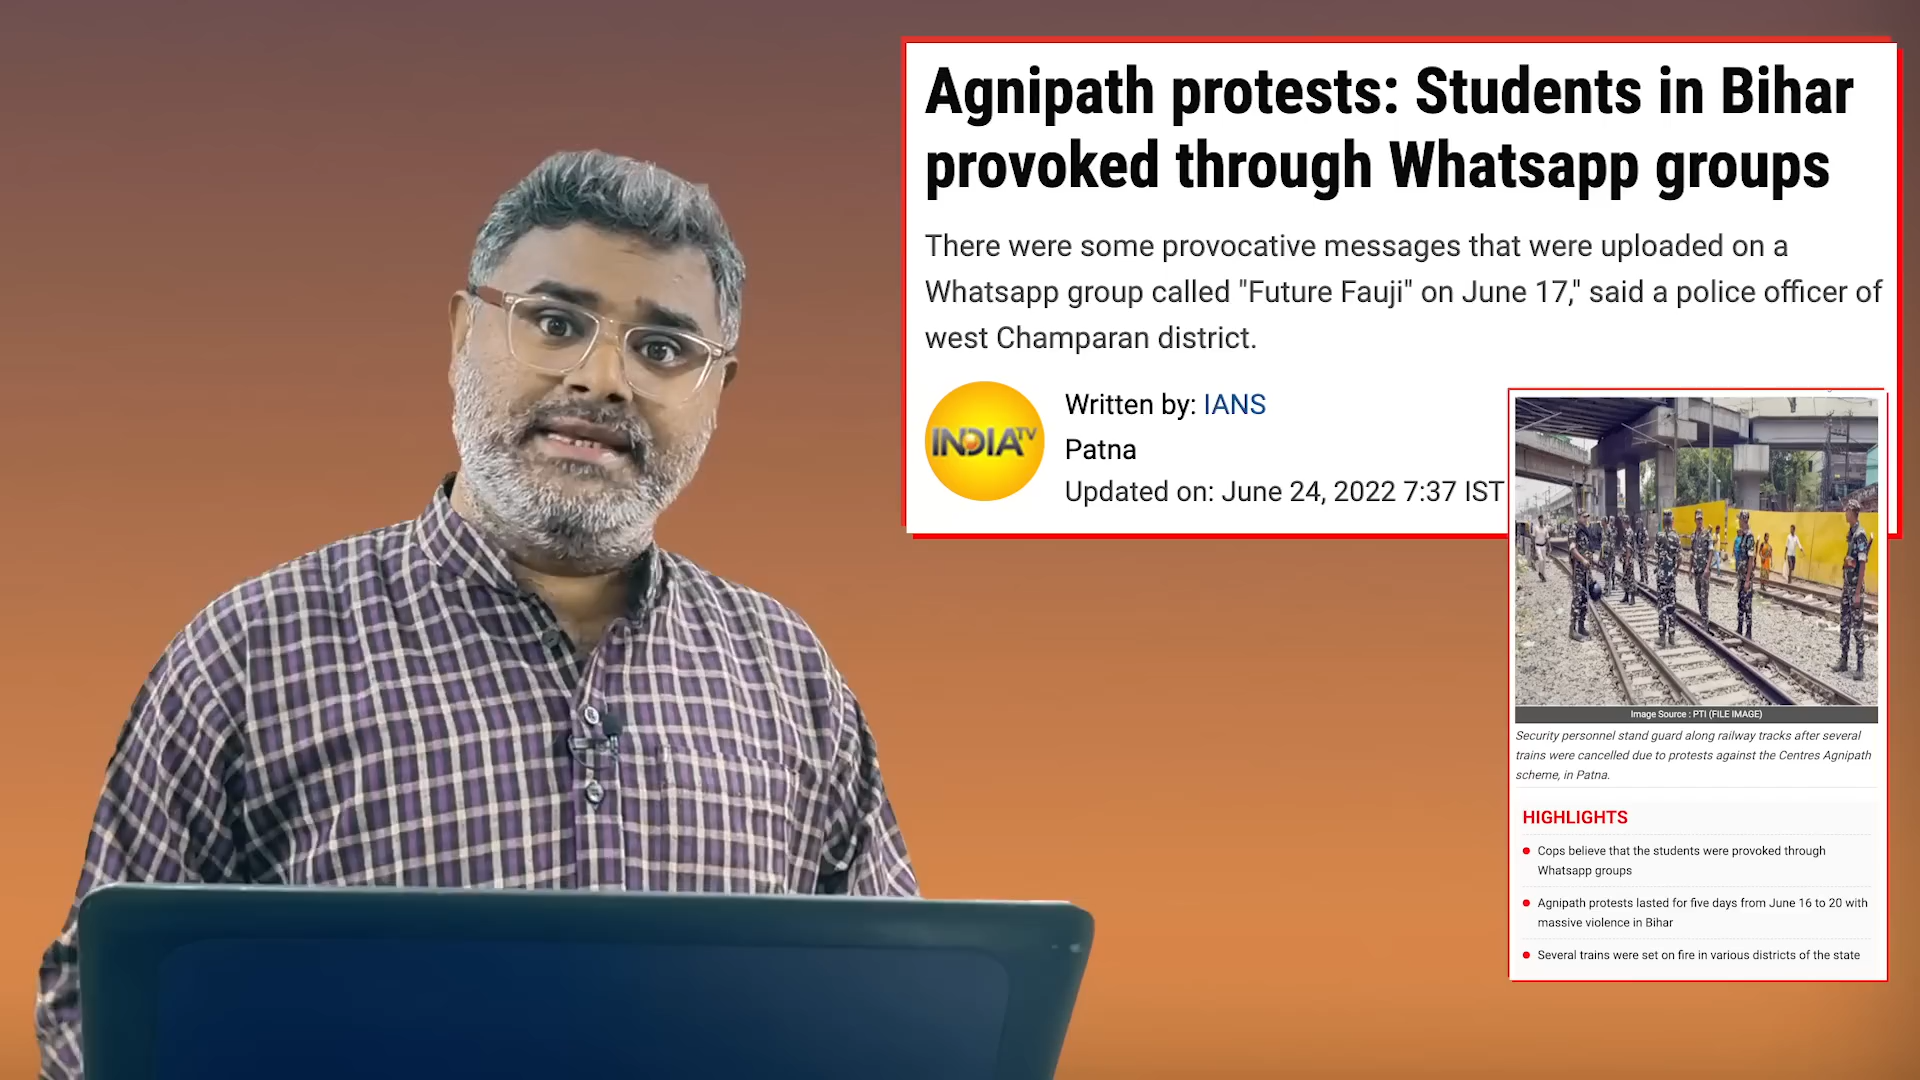 Agnipath protests: Students in Bihar
provoked through Whatsapp groups
There were some provocative messages that were uploaded on a
Whatsapp group called "Future Fauji" on June 17," said a police officer of
west Champaran district.
INDIA TV
Written by: IANS
Patna
Updated on: June 24, 2022 7:37 IST
Image Source : PTI (FILE IMAGE)
Security personnel stand guard along railway tracks after several
trains were cancelled due to protests against the Centres Agnipath
scheme, in Patna.
HIGHLIGHTS
Cops believe that the students were provoked through
Whatsapp groups
Agnipath protests lasted for five days from June 16 to 20 with
massive violence in Bihar
Several trains were set on fire in various districts of the state